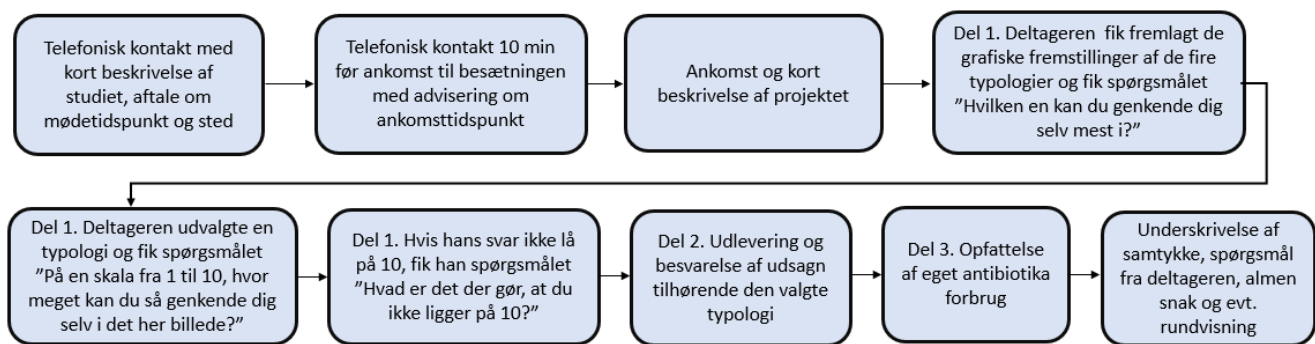 Telefonisk kontakt med
kort beskrivelse af
studiet, aftale om
mødetidspunkt og sted
Telefonisk kontakt 10 min
før ankomst til besætningen
med advisering om
ankomsttidspunkt
Ankomst og kort
beskrivelse af projektet
Del 1. Deltageren fik fremlagt de
grafiske fremstillinger af de fire
typologier og fik spørgsmålet
”Hvilken en kan du genkende dig
selv mest i?”
Del 1. Deltageren udvalgte en
typologi og fik spørgsmålet
”På en skala fra 1 til 10, hvor
meget kan du så genkende dig
selv i det her billede?”
Del 1. Hvis hans svar ikke lå
på 10, fik han spørgsmålet
”Hvad er det der gør, at du
ikke ligger på 10?”
Del 2. Udlevering og
besvarelse af udsagn
tilhørende den valgte
typologi
Del 3. Opfattelse
af eget antibiotika
forbrug
Underskrivelse af
samtykke, spørgsmål
fra deltageren, almen
snak og evt.
rundvisning